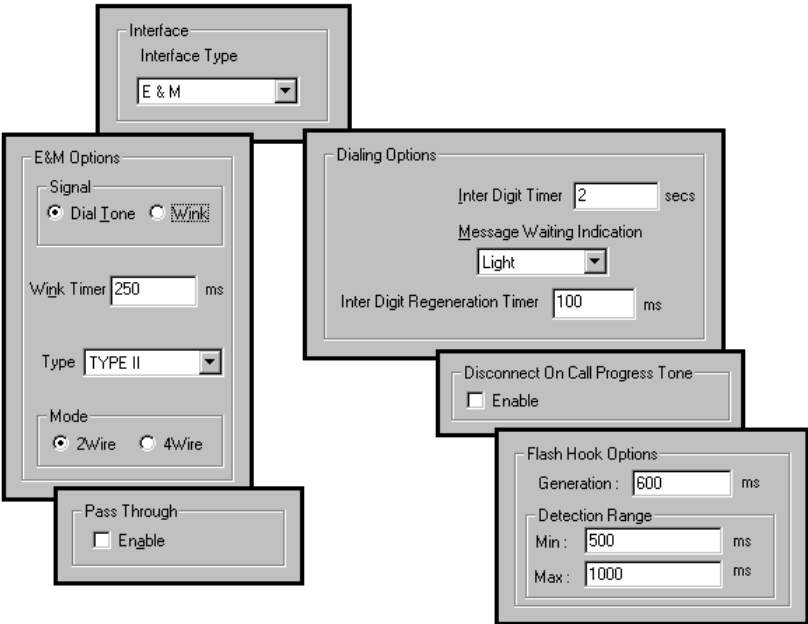 Interface
Interface Type
E & M
E&M Options
Signal
Dial Tone Wink
Wink Timer 250 ms
Type TYPE II
Mode
2Wire 4Wire
Pass Through
Enable
Dialing Options
Inter Digit Timer 2 secs
Message Waiting Indication
Light
Inter Digit Regeneration Timer 100 ms
Disconnect On Call Progress Tone
Enable
Flash Hook Options
Generation : 600 ms
Detection Range
Min : 500 ms
Max : 1000 ms